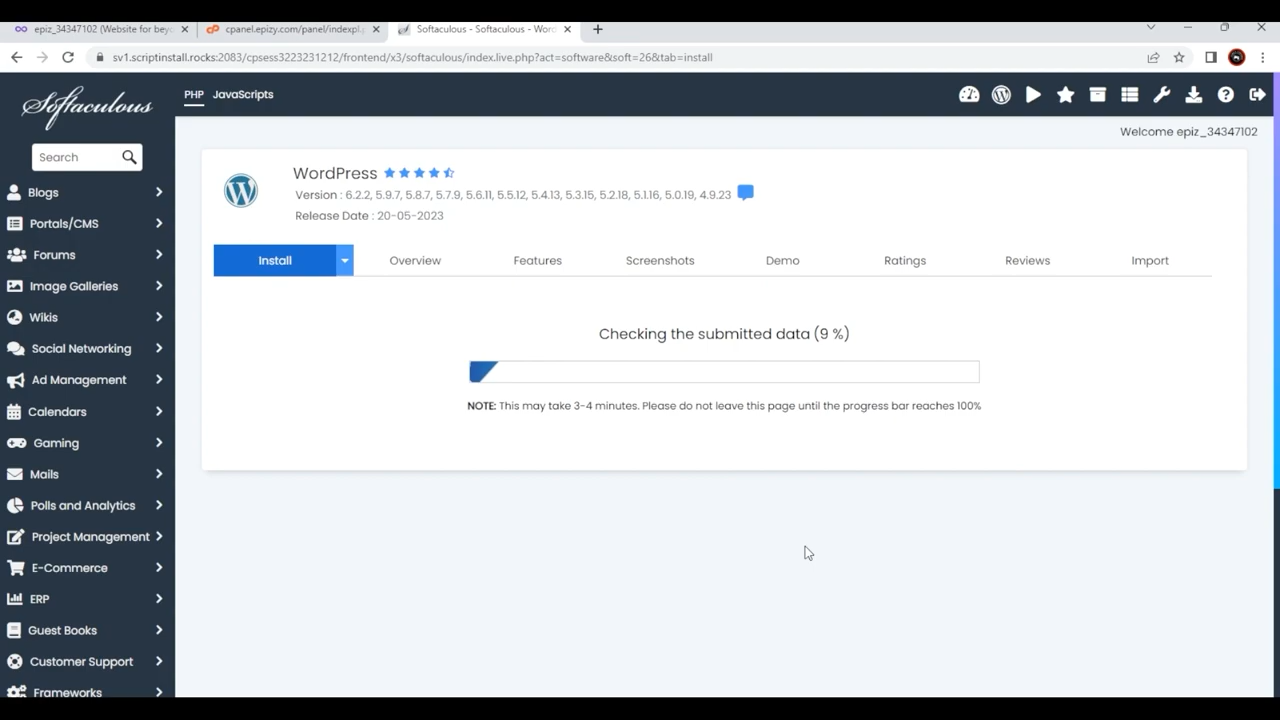 epiz_34347102 (Website for beyo
cpanel.epizy.com/panel/indexpl.
Softaculous - Softaculous - Wor
sv1.scriptinstall.rocks:2083/cpsess3223231212/frontend/x3/softaculous/index.live.php?act=software&soft=26&tab=install
Softaculous
PHP JavaScripts
Welcome epiz_34347102
Search
Blogs
Portals/CMS
Forums
Image Galleries
Wikis
Social Networking
Ad Management
Calendars
Gaming
Mails
Polls and Analytics
Project Management
E-Commerce
ERP
Guest Books
Customer Support
Frameworks
WordPress
Version : 6.2.2, 5.9.7, 5.8.7, 5.7.9, 5.6.11, 5.5.12, 5.4.13, 5.3.15, 5.2.18, 5.1.16, 5.0.19, 4.9.23
Release Date : 20-05-2023
Install Overview Features Screenshots Demo Ratings Reviews Import
Checking the submitted data (9 %)
NOTE: This may take 3-4 minutes. Please do not leave this page until the progress bar reaches 100%